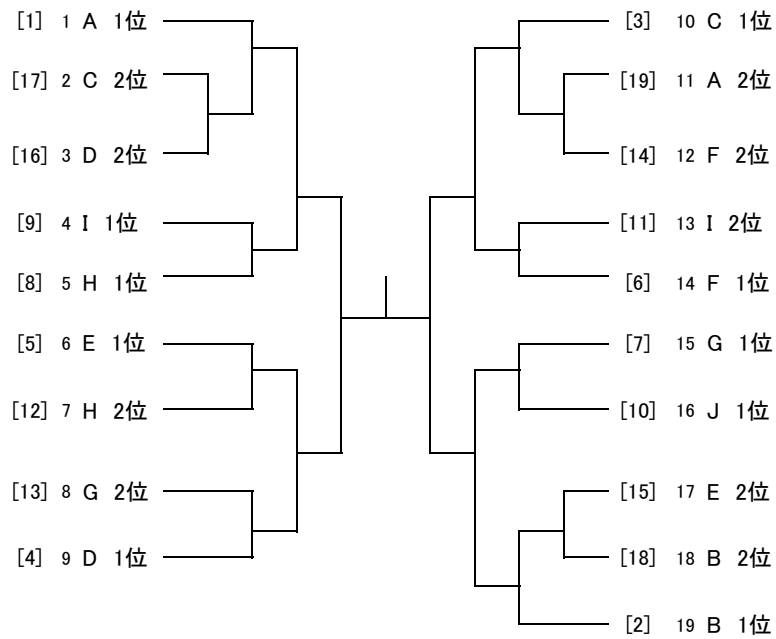 [1] 1 A 1位
[17] 2 C 2位
[16] 3 D 2位
[9] 4 I 1位
[8] 5 H 1位
[5] 6 E 1位
[12] 7 H 2位
[13] 8 G 2位
[4] 9 D 1位
[3] 10 C 1位
[19] 11 A 2位
[14] 12 F 2位
[11] 13 I 2位
[6] 14 F 1位
[7] 15 G 1位
[10] 16 J 1位
[15] 17 E 2位
[18] 18 B 2位
[2] 19 B 1位